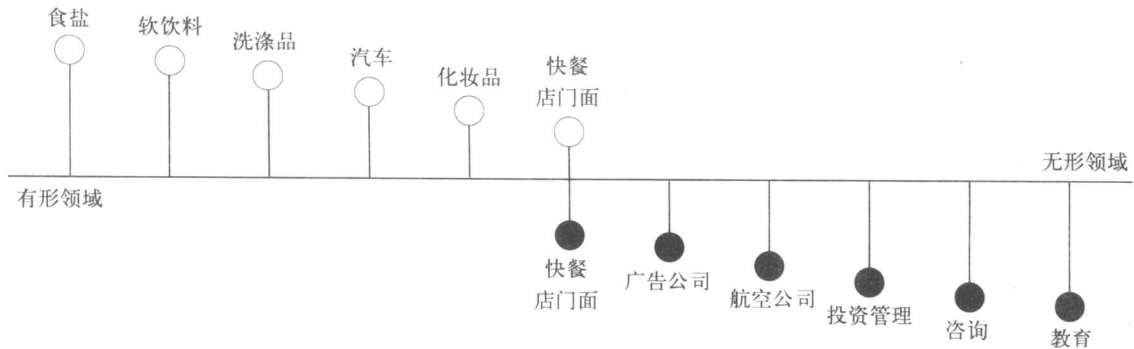 食盐
软饮料
洗涤品
汽车
化妆品
快餐
店门面
无形领域
有形领域
快餐
店门面
广告公司
航空公司
投资管理
咨询
教育